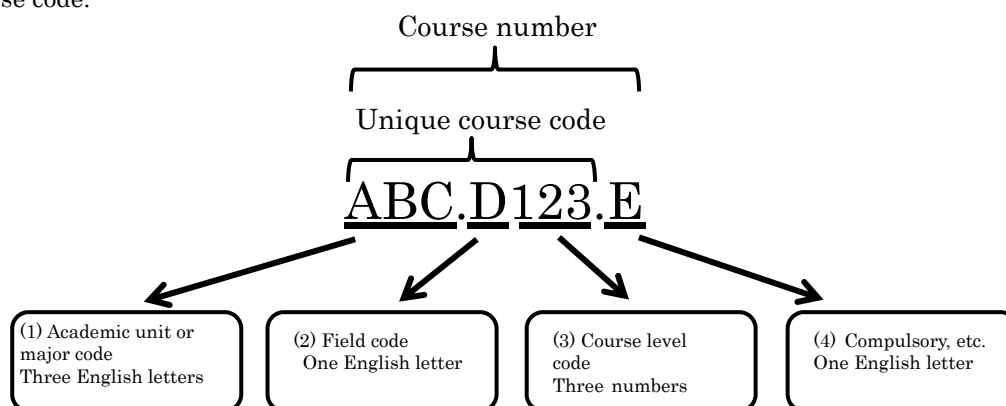 se code.
Course number
Unique course code
ABC.D123.E
(1) Academic unit or
major code
Three English letters
(2) Field code
One English letter
(3) Course level
code
Three numbers
(4) Compulsory, etc.
One English letter